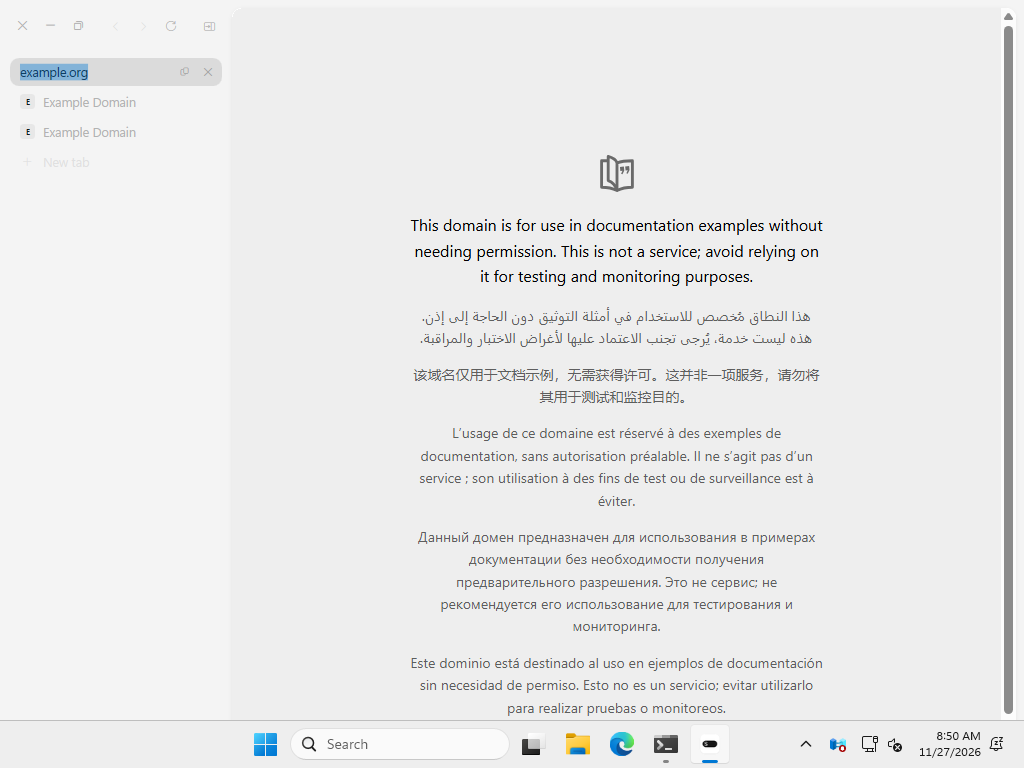 example.org
E Example Domain
E Example Domain
+ New tab
This domain is for use in documentation examples without
needing permission. This is not a service; avoid relying on
it for testing and monitoring purposes.
هذا النطاق مُخصص للاستخدام في أمثلة التوثيق دون الحاجة إلى إذن.
هذه ليست خدمة، يُرجى تجنب الاعتماد عليها لأغراض الاختبار والمراقبة.
该域名仅用于文档示例，无需获得许可。这并非一项服务，请勿将
其用于测试和监控目的。
L’usage de ce domaine est réservé à des exemples de
documentation, sans autorisation préalable. Il ne s’agit pas d’un
service ; son utilisation à des fins de test ou de surveillance est à
éviter.
Данный домен предназначен для использования в примерах
документации без необходимости получения
предварительного разрешения. Это не сервис; не
рекомендуется его использование для тестирования и
мониторинга.
Este dominio está destinado al uso en ejemplos de documentación
sin necesidad de permiso. Esto no es un servicio; evitar utilizarlo
para realizar pruebas o monitoreos.
Search
8:50 AM
11/27/2026